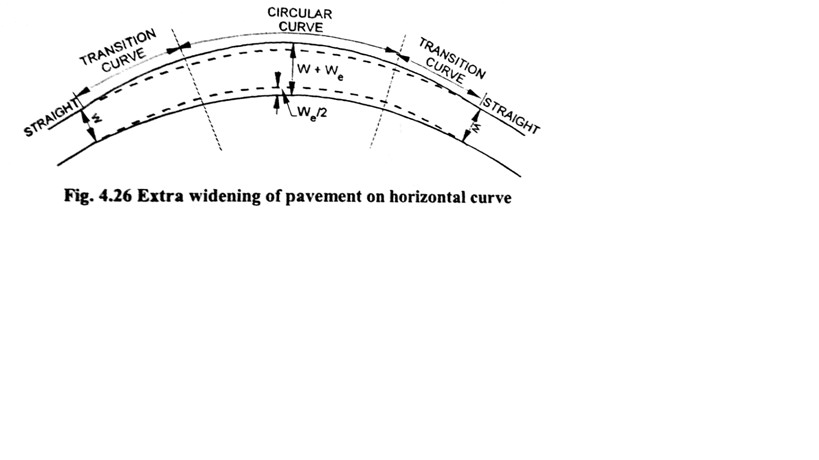 CIRCULAR
CURVE
TRANSITION
CURVE
TRANSITION
CURVE
STRAIGHT
W
W + We
We/2
W
STRAIGHT
Fig. 4.26 Extra widening of pavement on horizontal curve